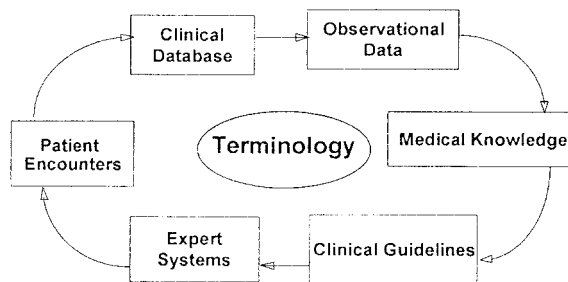 Clinical
Database
Observational
Data
Patient
Encounters
Terminology
Medical Knowledge
Expert
Systems
Clinical Guidelines